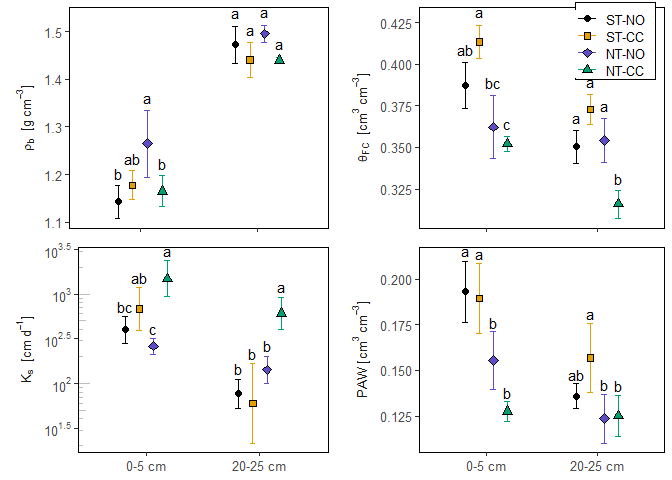 ρb [g cm−3]
1.5
1.4
1.3
1.2
1.1
b
ab
a
b
a
a
a
a
θFC [cm3 cm−3]
0.425
0.400
0.375
0.350
0.325
ab
a
bc
c
a
a
a
b
ST-NO
ST-CC
NT-NO
NT-CC
Ks [cm d−1]
10^3.5
10^3
10^2.5
10^2
10^1.5
bc
ab
c
a
b
b
b
a
0-5 cm
20-25 cm
PAW [cm3 cm−3]
0.200
0.175
0.150
0.125
a
a
b
b
ab
a
b
b
0-5 cm
20-25 cm